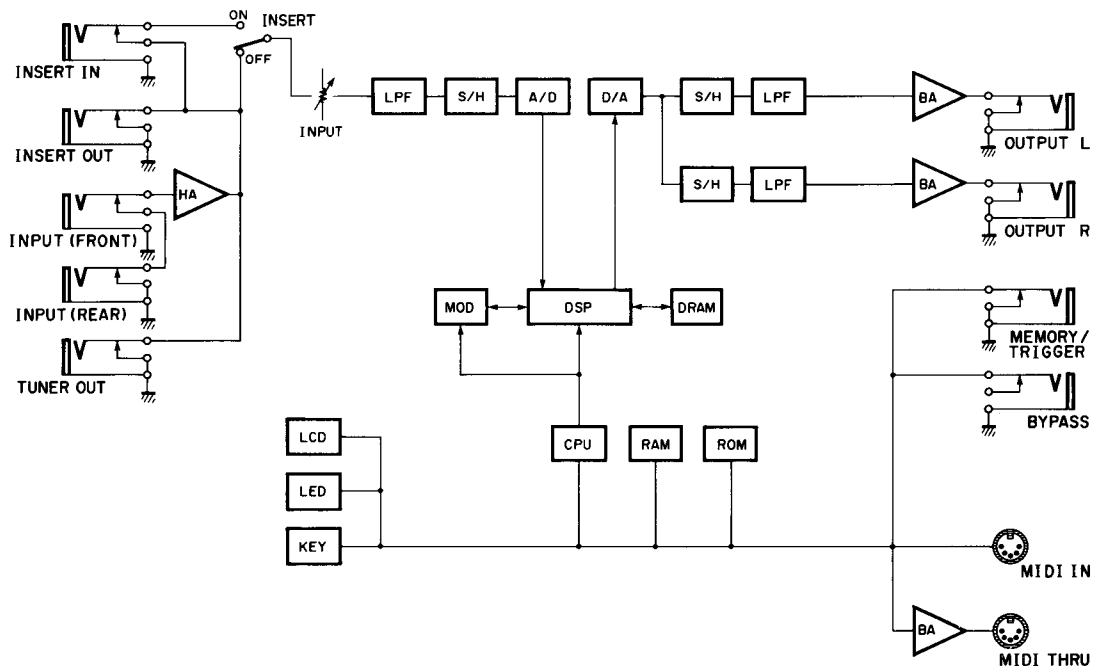 ON
INSERT
OFF
INSERT IN
INPUT
LPF
S/H
A/D
D/A
S/H
LPF
BA
OUTPUT L
INSERT OUT
HA
S/H
LPF
BA
OUTPUT R
INPUT (FRONT)
INPUT (REAR)
MOD
DSP
DRAM
MEMORY/
TRIGGER
TUNER OUT
BYPASS
LCD
CPU
RAM
ROM
LED
KEY
MIDI IN
BA
MIDI THRU